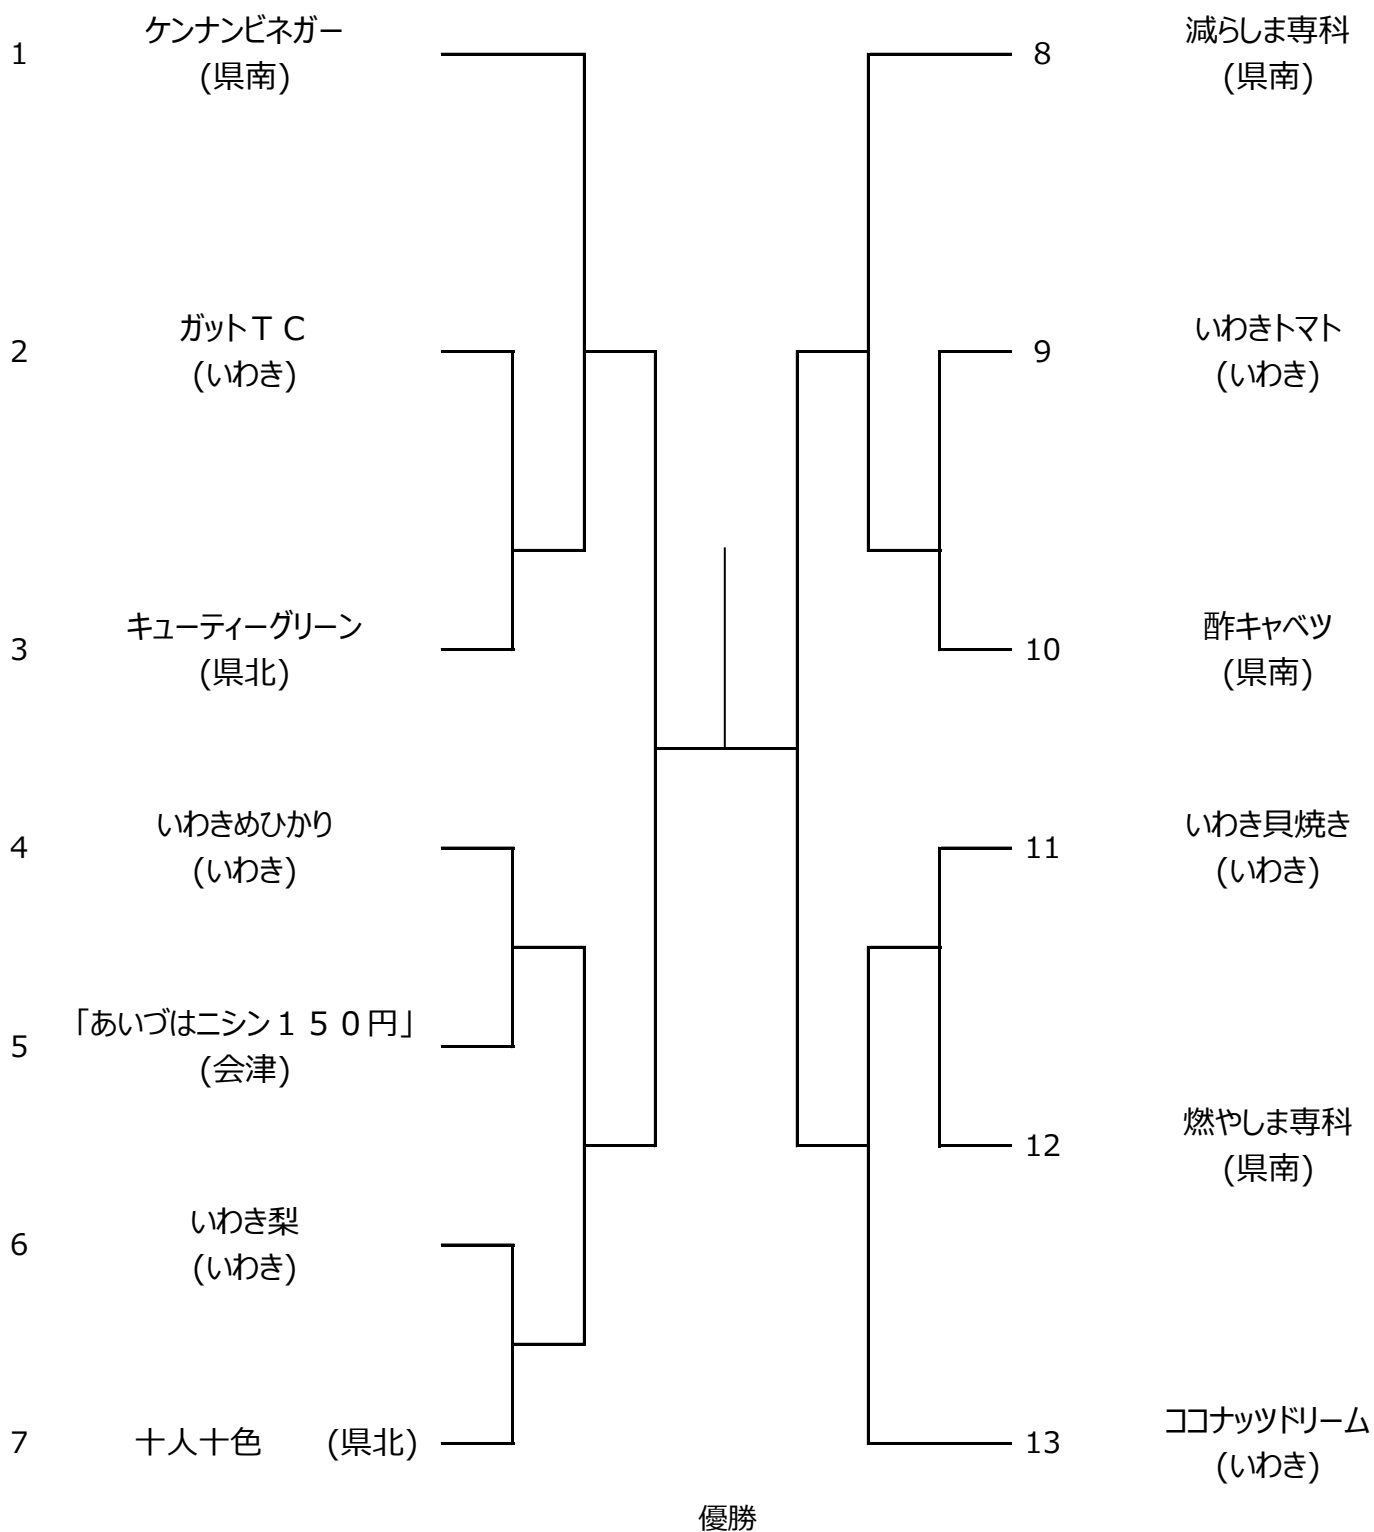 1
ケンナンビネガー
(県南)
2
ガットＴＣ
(いわき)
3
キューティーグリーン
(県北)
4
いわきめひかり
(いわき)
5
「あいづはニシン１５０円」
(会津)
6
いわき梨
(いわき)
7
十人十色　　(県北)
8
減らしま専科
(県南)
9
いわきトマト
(いわき)
10
酢キャベツ
(県南)
11
いわき貝焼き
(いわき)
12
燃やしま専科
(県南)
13
ココナッツドリーム
(いわき)
優勝